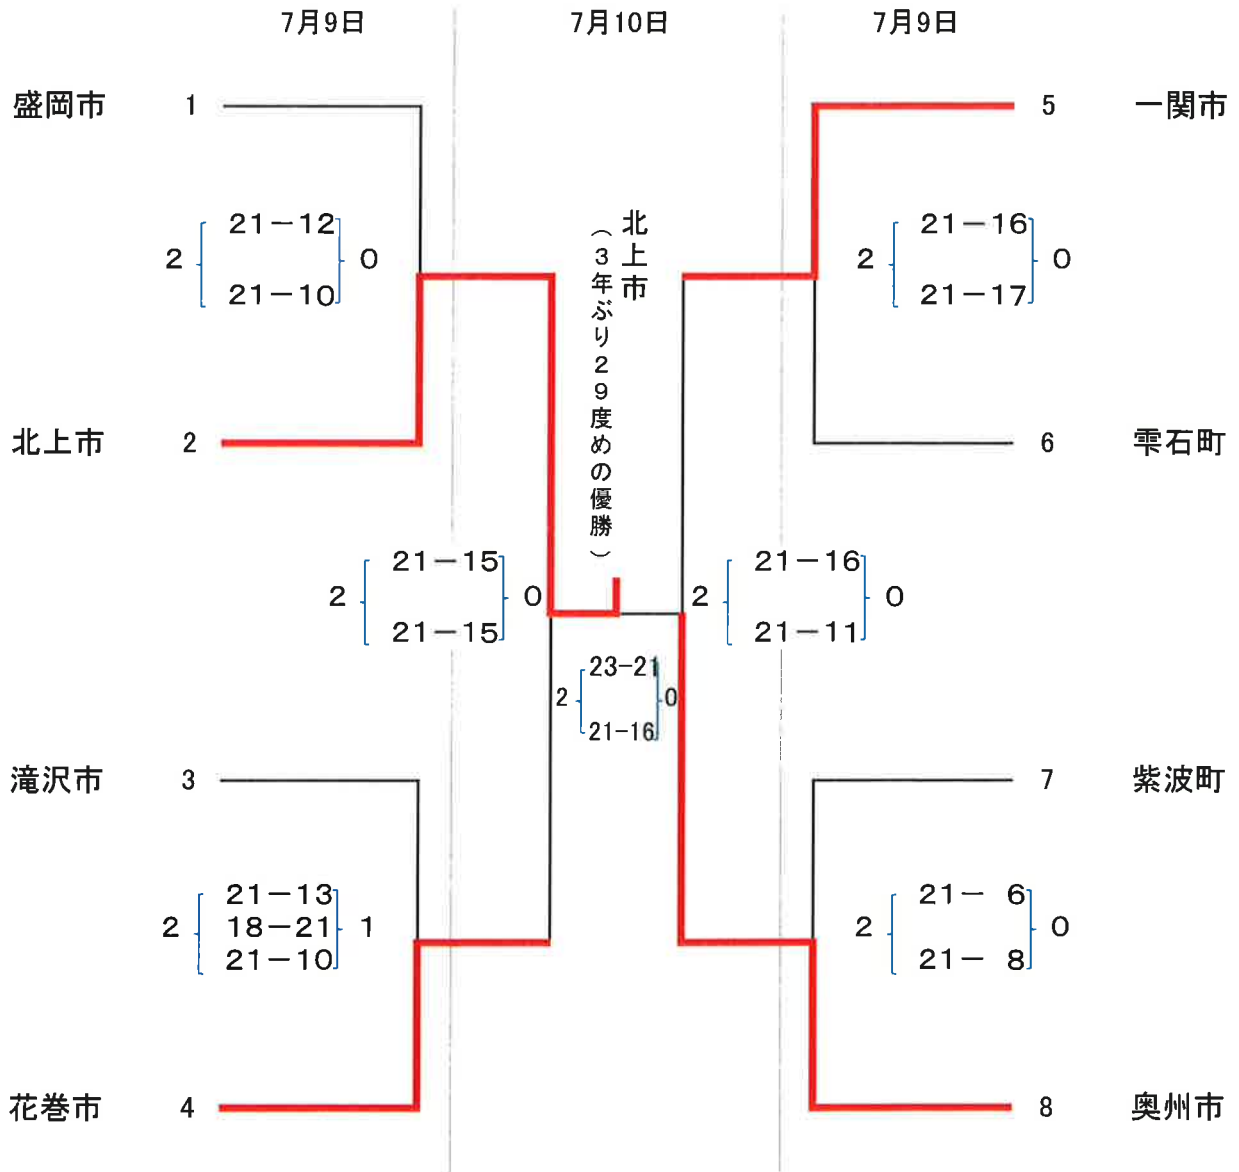 7月9日 7月10日 7月9日
盛岡市 1
5 一関市
2 21－12 0
21－10
北上市
(3年ぶり29度めの優勝)
2 21－16 0
21－17
北上市 2
6 雫石町
2 21－15 0
21－15
2 21－16 0
21－11
2 23-21 0
21-16
滝沢市 3
7 紫波町
2 21－13 1
18－21
21－10
2 21－ 6 0
21－ 8
花巻市 4
8 奥州市